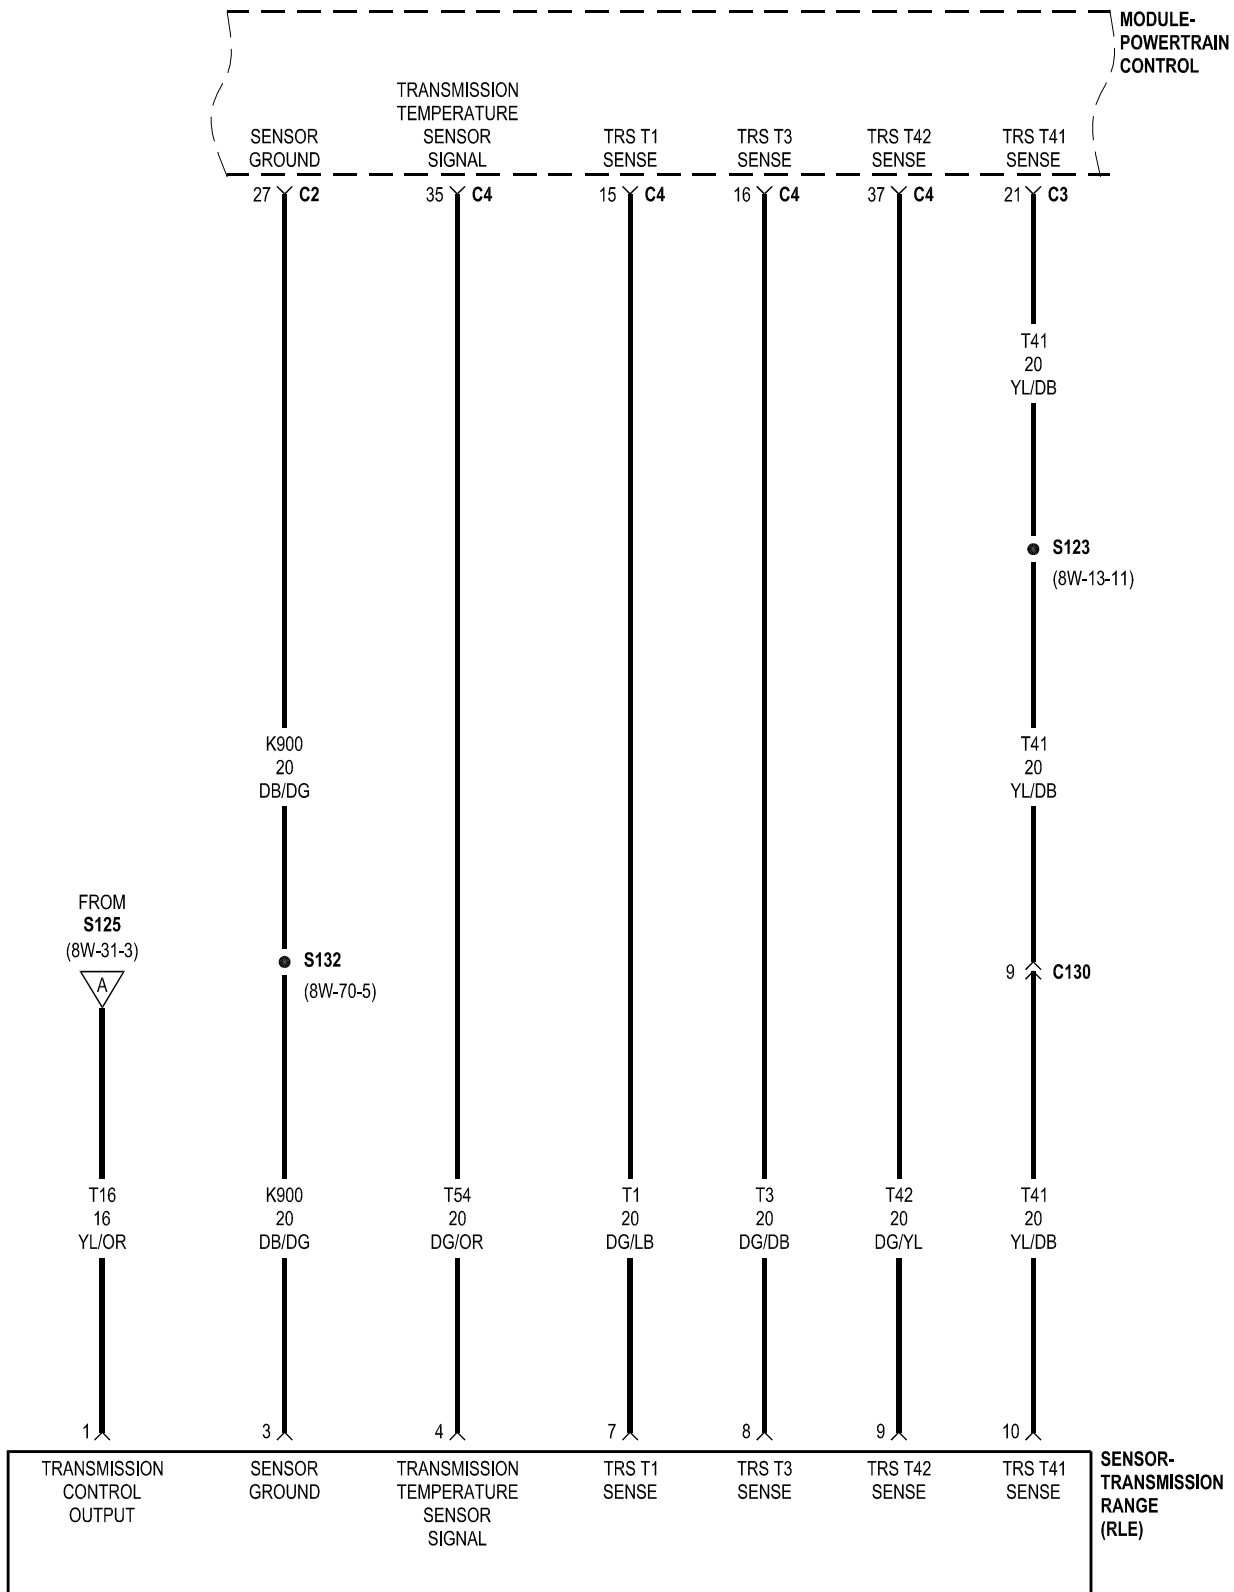 MODULE-
POWERTRAIN
CONTROL
TRANSMISSION
TEMPERATURE
SENSOR SENSOR TRS T1 TRS T3 TRS T42 TRS T41
GROUND SIGNAL SENSE SENSE SENSE SENSE
27 C2 35 C4 15 C4 16 C4 37 C4 21 C3
T41
20
YL/DB
S123
(8W-13-11)
K900 T41
20 20
DB/DG YL/DB
FROM
S125
(8W-31-3)
A
S132
(8W-70-5)
9 C130
T16 K900 T54 T1 T3 T42 T41
16 20 20 20 20 20 20
YL/OR DB/DG DG/OR DG/LB DG/DB DG/YL YL/DB
1 3 4 7 8 9 10
TRANSMISSION SENSOR TRANSMISSION TRS T1 TRS T3 TRS T42 TRS T41
CONTROL GROUND TEMPERATURE SENSE SENSE SENSE SENSE
OUTPUT SENSOR
SIGNAL
SENSOR-
TRANSMISSION
RANGE
(RLE)